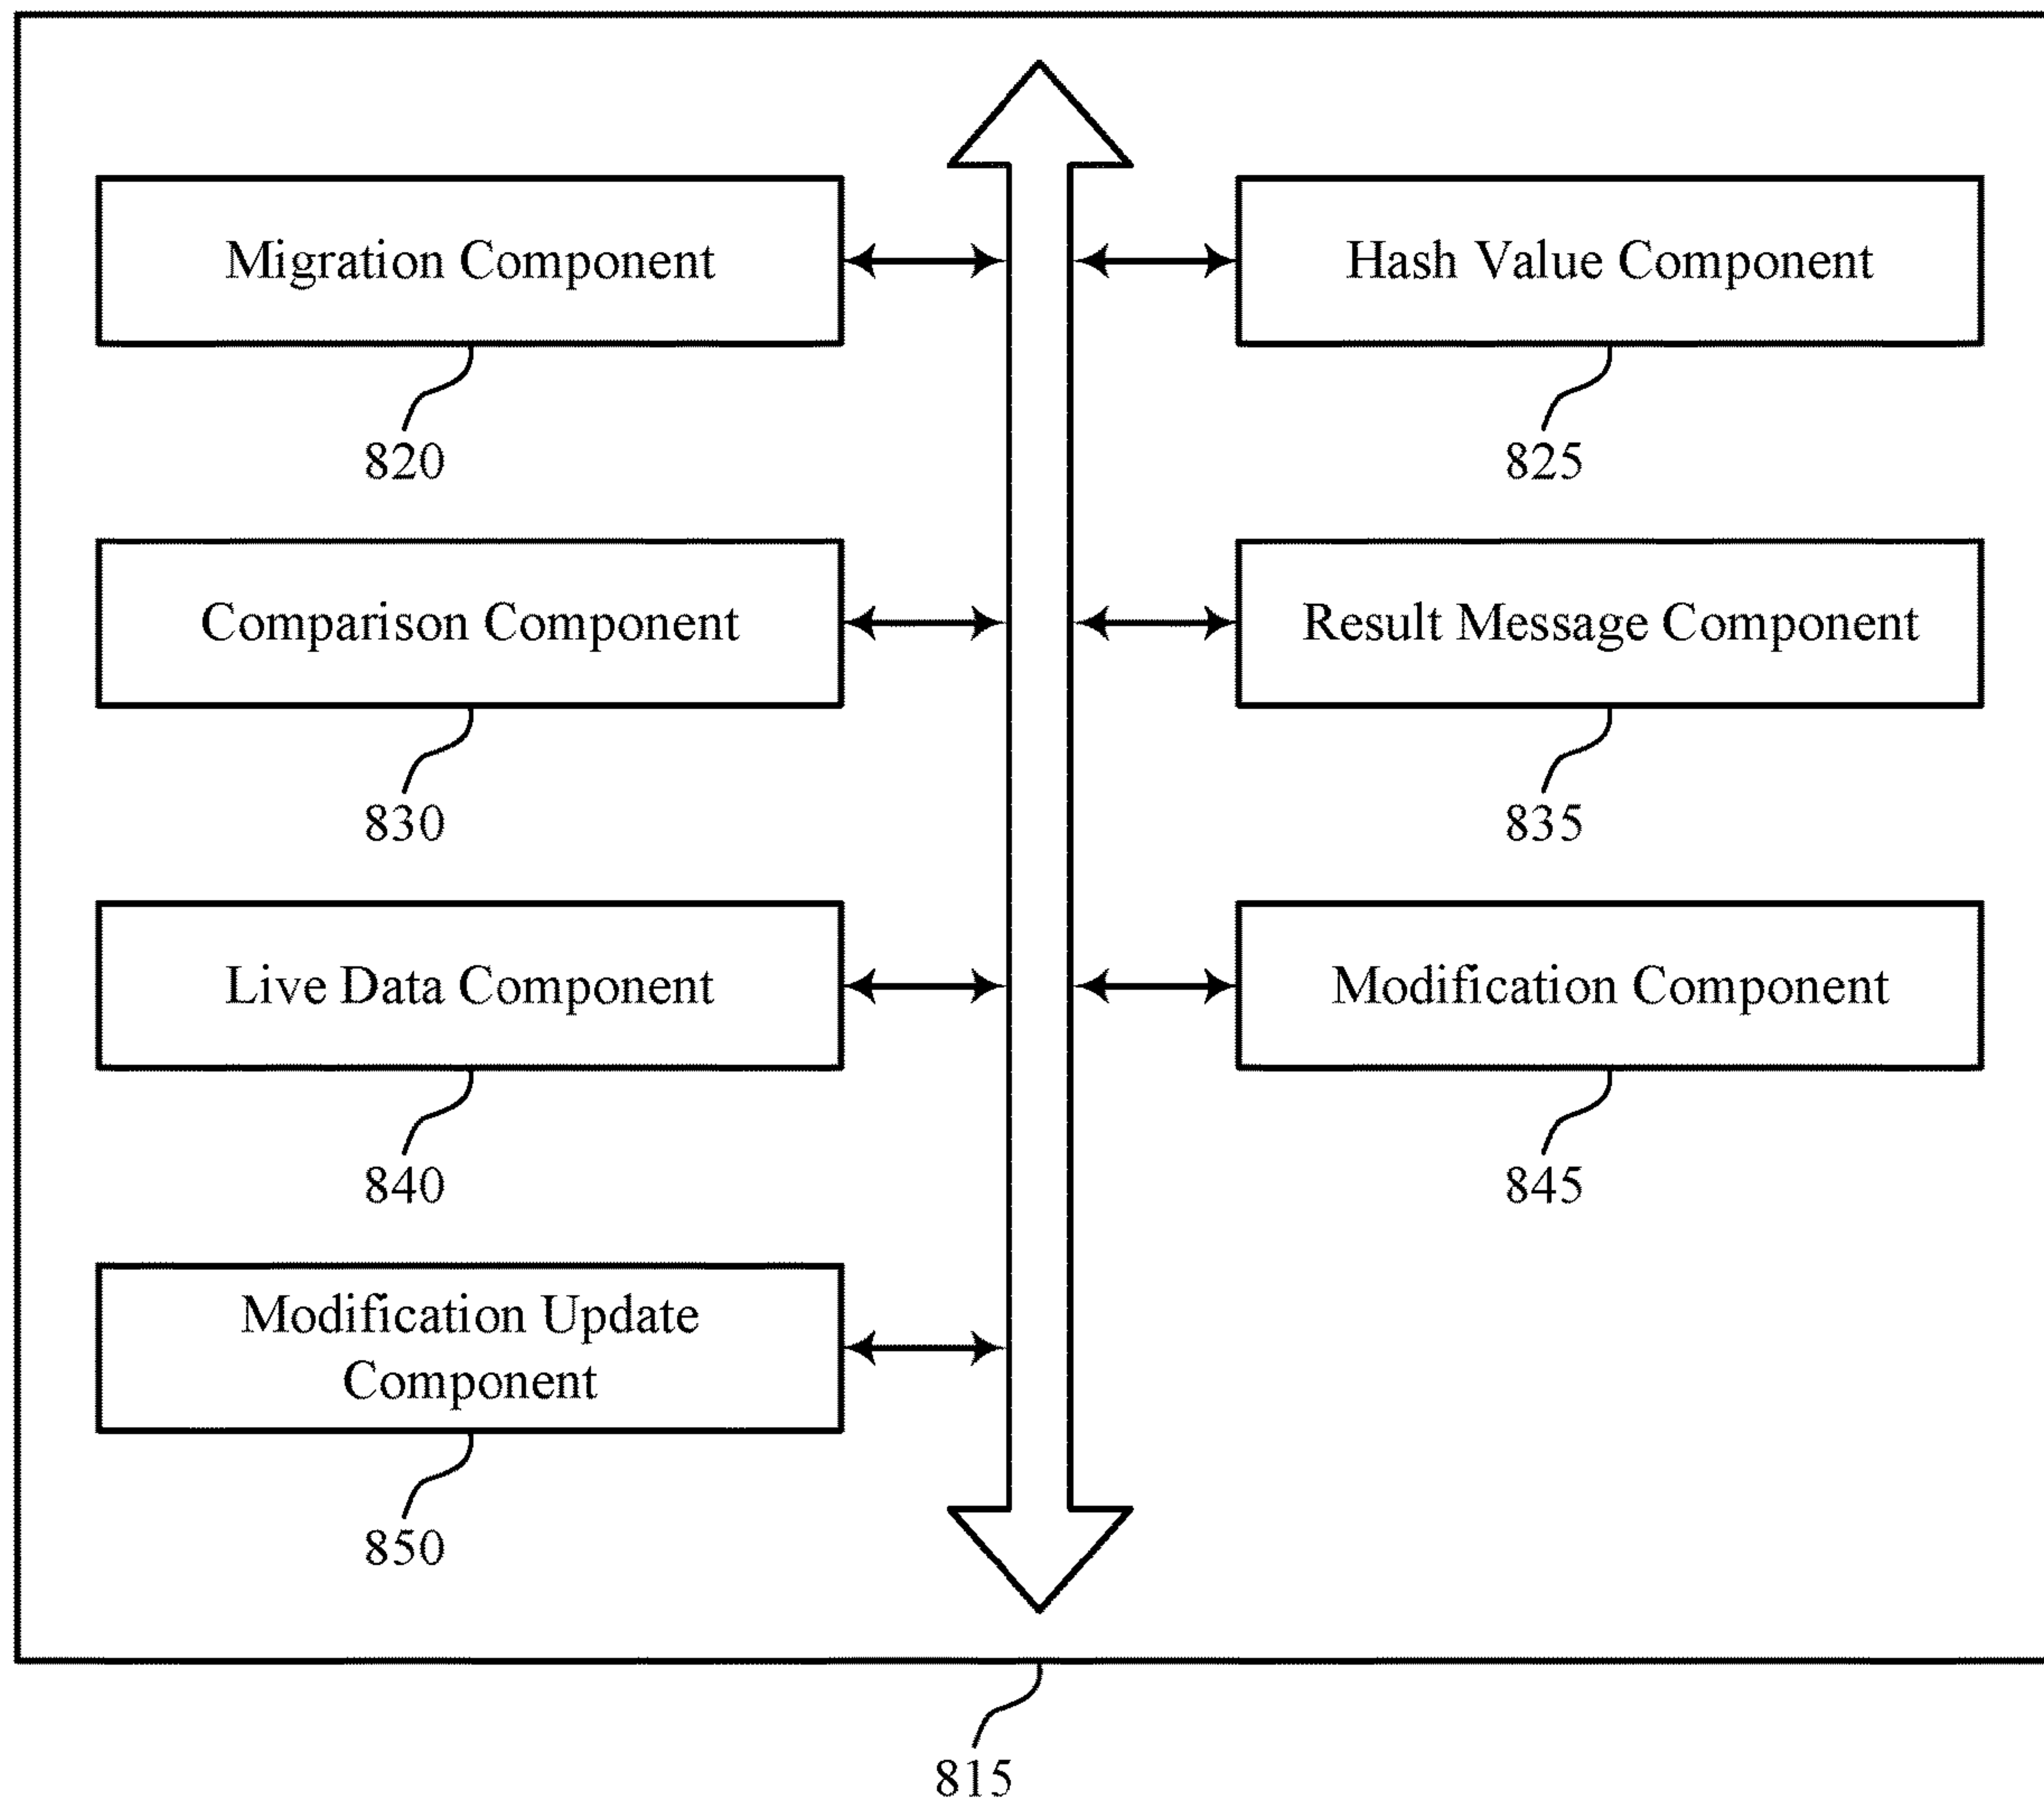 Migration Component
Hash Value Component
820
825
Comparison Component
Result Message Component
830
835
Live Data Component
Modification Component
840
845
Modification Update
Component
850
815